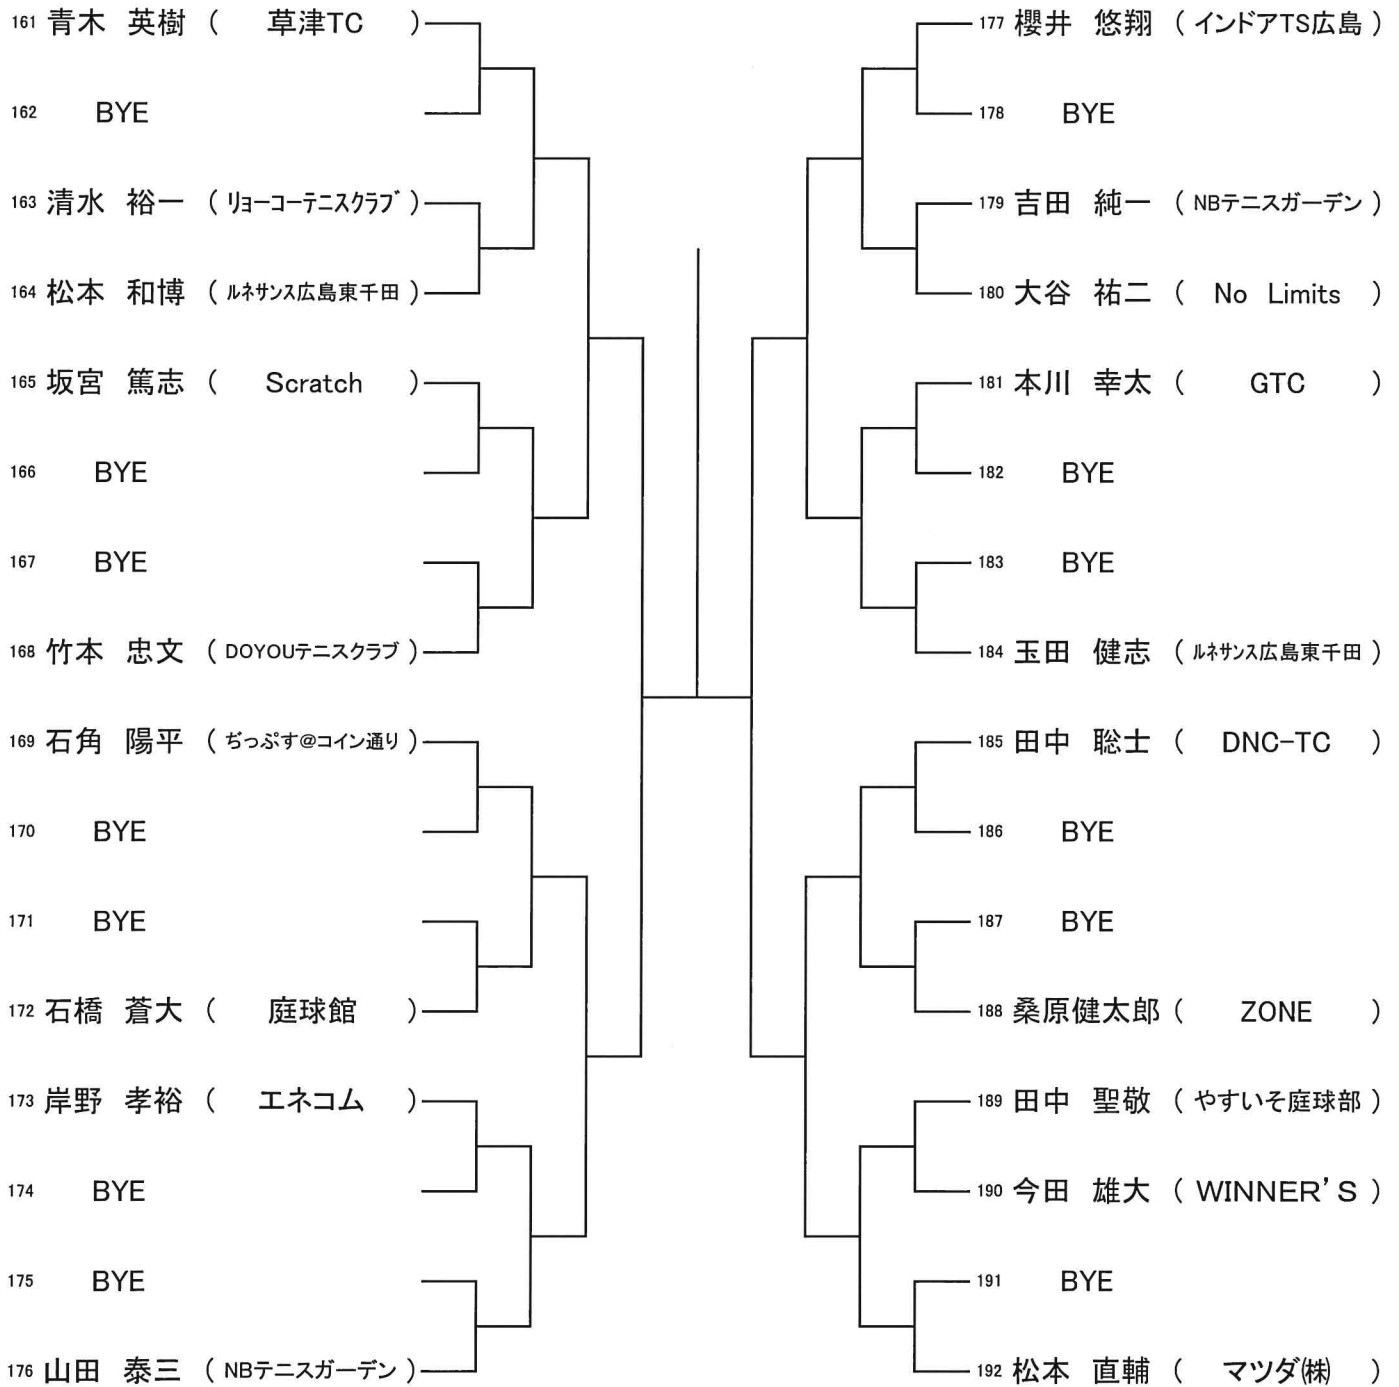 161 青木 英樹 ( 草津TC )
162 BYE
163 清水 裕一 ( リョーコーテニスクラブ )
164 松本 和博 ( ルネサンス広島東千田 )
165 坂宮 篤志 ( Scratch )
166 BYE
167 BYE
168 竹本 忠文 ( DOYOUテニスクラブ )
169 石角 陽平 ( ぢっぷす@コイン通り )
170 BYE
171 BYE
172 石橋 蒼大 ( 庭球館 )
173 岸野 孝裕 ( エネコム )
174 BYE
175 BYE
176 山田 泰三 ( NBテニスガーデン )
177 櫻井 悠翔 ( インドアTS広島 )
178 BYE
179 吉田 純一 ( NBテニスガーデン )
180 大谷 祐二 ( No Limits )
181 本川 幸太 ( GTC )
182 BYE
183 BYE
184 玉田 健志 ( ルネサンス広島東千田 )
185 田中 聡士 ( DNC-TC )
186 BYE
187 BYE
188 桑原健太郎 ( ZONE )
189 田中 聖敬 ( やすいそ庭球部 )
190 今田 雄大 ( WINNER'S )
191 BYE
192 松本 直輔 ( マツダ㈱ )